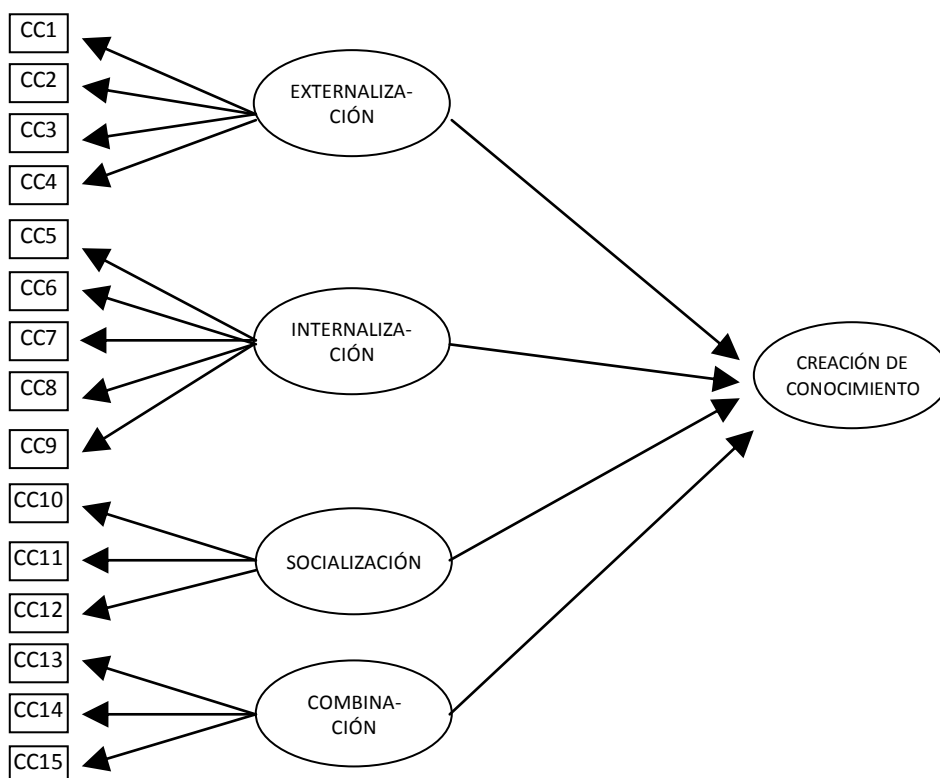 CC1
CC2
CC3
CC4
EXTERNALIZA-
CIÓN
CC5
CC6
CC7
CC8
CC9
INTERNALIZA-
CIÓN
CREACIÓN DE
CONOCIMIENTO
CC10
CC11
CC12
SOCIALIZACIÓN
CC13
CC14
CC15
COMBINA-
CIÓN